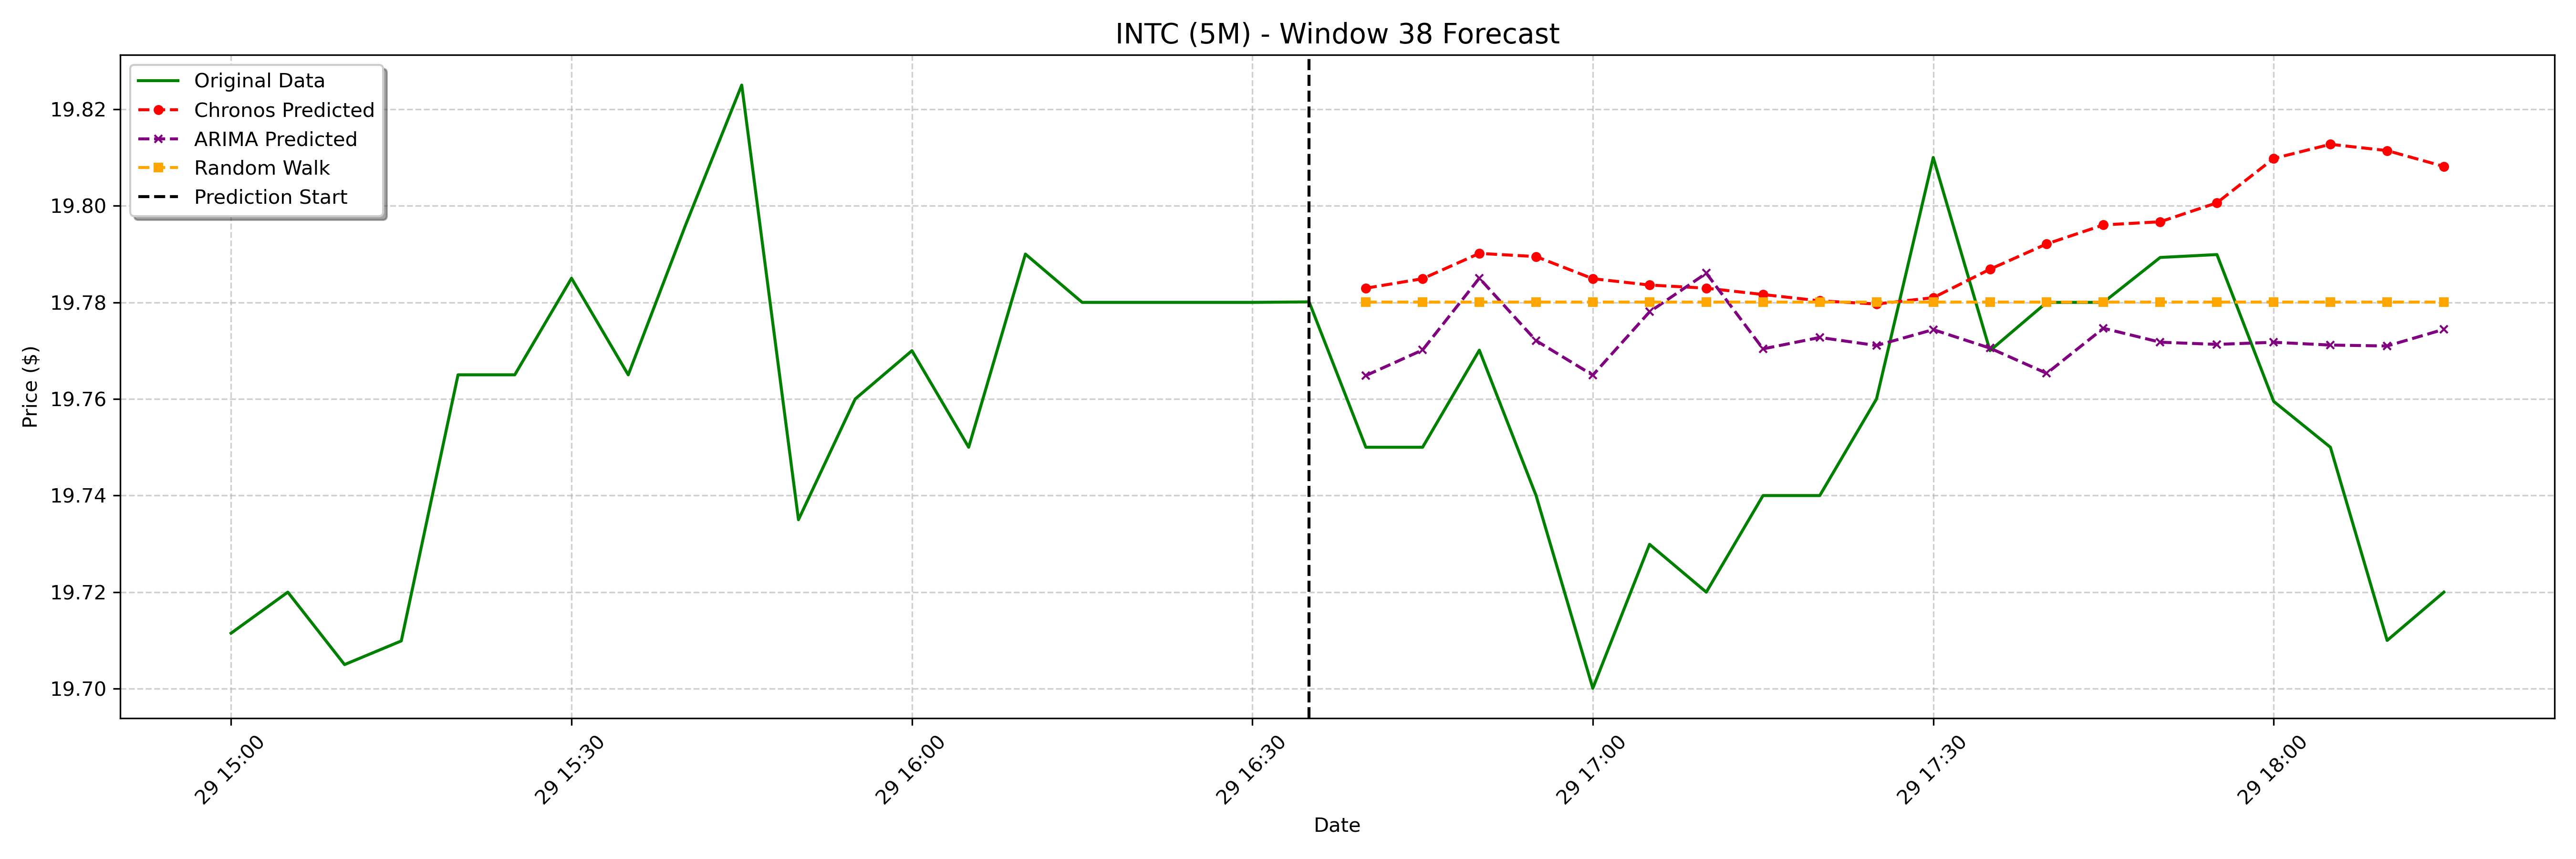 INTC (5M) - Window 38 Forecast
Original Data
Chronos Predicted
ARIMA Predicted
Random Walk
Prediction Start
Price ($)
19.82
19.80
19.78
19.76
19.74
19.72
19.70
29 15:00
29 15:30
29 16:00
29 16:30
29 17:00
29 17:30
29 18:00
Date